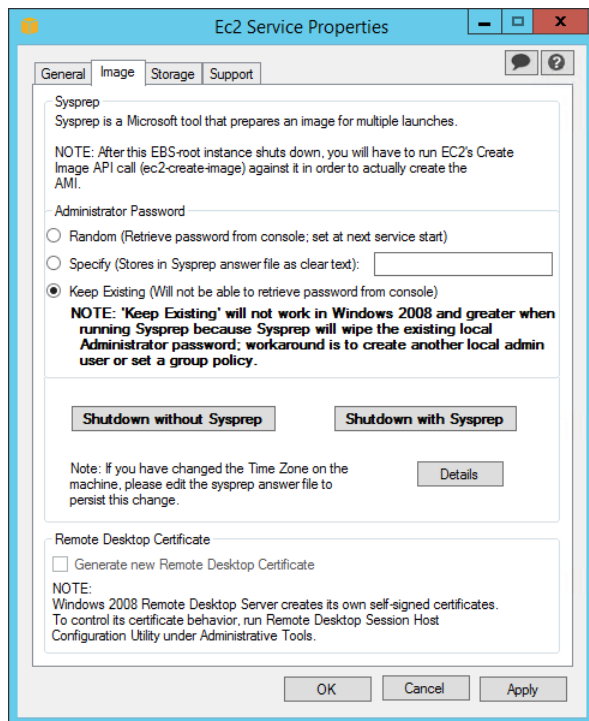 Ec2 Service Properties
General Image Storage Support
Sysprep
Sysprep is a Microsoft tool that prepares an image for multiple launches.
NOTE: After this EBS-root instance shuts down, you will have to run EC2's Create
Image API call (ec2-create-image) against it in order to actually create the
AMI.
Administrator Password
Random (Retrieve password from console; set at next service start)
Specify (Stores in Sysprep answer file as clear text):
Keep Existing (Will not be able to retrieve password from console)
NOTE: 'Keep Existing' will not work in Windows 2008 and greater when
running Sysprep because Sysprep will wipe the existing local
Administrator password; workaround is to create another local admin
user or set a group policy.
Shutdown without Sysprep Shutdown with Sysprep
Note: If you have changed the Time Zone on the
machine, please edit the sysprep answer file to
persist this change.
Details
Remote Desktop Certificate
Generate new Remote Desktop Certificate
NOTE:
Windows 2008 Remote Desktop Server creates its own self-signed certificates.
To control its certificate behavior, run Remote Desktop Session Host
Configuration Utility under Administrative Tools.
OK Cancel Apply